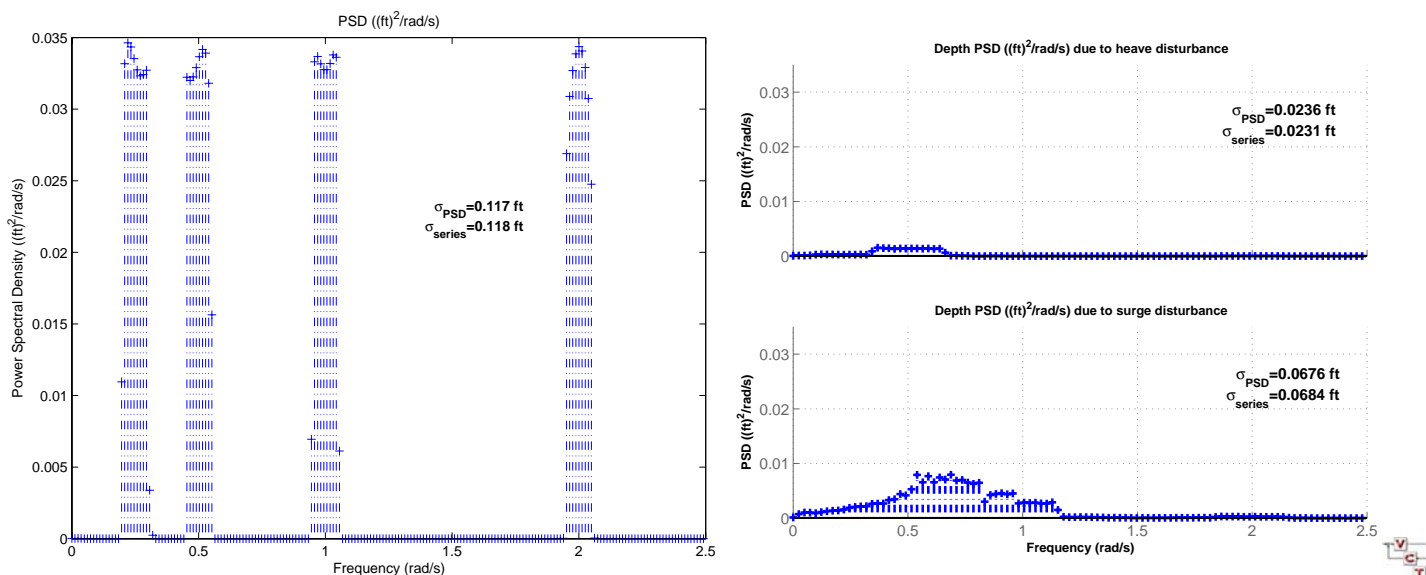 PSD ((ft)²/rad/s)
0.035
0.03
0.025
0.02
0.015
0.01
0.005
0
Power Spectral Density ((ft)²/rad/s)
σPSD=0.117 ft
σseries=0.118 ft
0 0.5 1 1.5 2 2.5
Frequency (rad/s)
Depth PSD ((ft)²/rad/s) due to heave disturbance
0.03
0.02
0.01
0
PSD ((ft)²/rad/s)
σPSD=0.0236 ft
σseries=0.0231 ft
Depth PSD ((ft)²/rad/s) due to surge disturbance
0.03
0.02
0.01
0
PSD ((ft)²/rad/s)
σPSD=0.0676 ft
σseries=0.0684 ft
0 0.5 1 1.5 2 2.5
Frequency (rad/s)
V
C
T